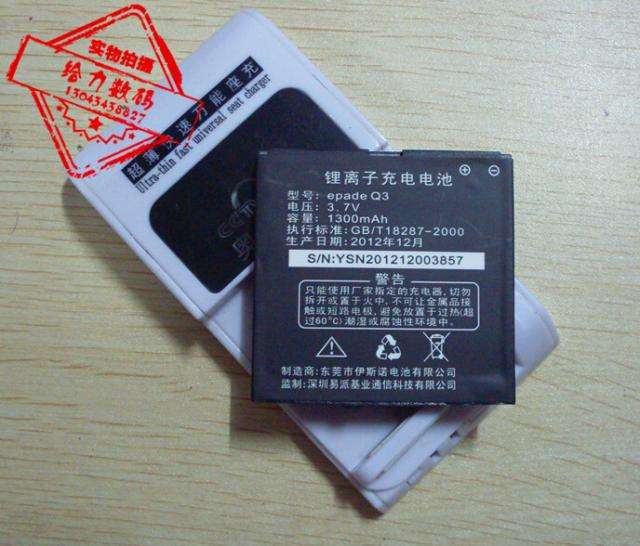 实物拍摄
给力数码
13043438827
超薄快速万能座充
Ultra-thin fast universal seat charger
锂离子充电电池
型号: epade Q3
电压: 3.7V
容量: 1300mAh
执行标准: GB/T18287-2000
生产日期: 2012年12月
S/N:YSN201212003857
警告
只能使用厂家指定的充电器,切勿
拆开或置于火中,不可让金属品接
触或短路电极,避免放置于过热(超
过60℃)潮湿或腐蚀性环境中.
制造商: 东莞市伊斯诺电池有限公司
监制: 深圳易派基业通信科技有限公司